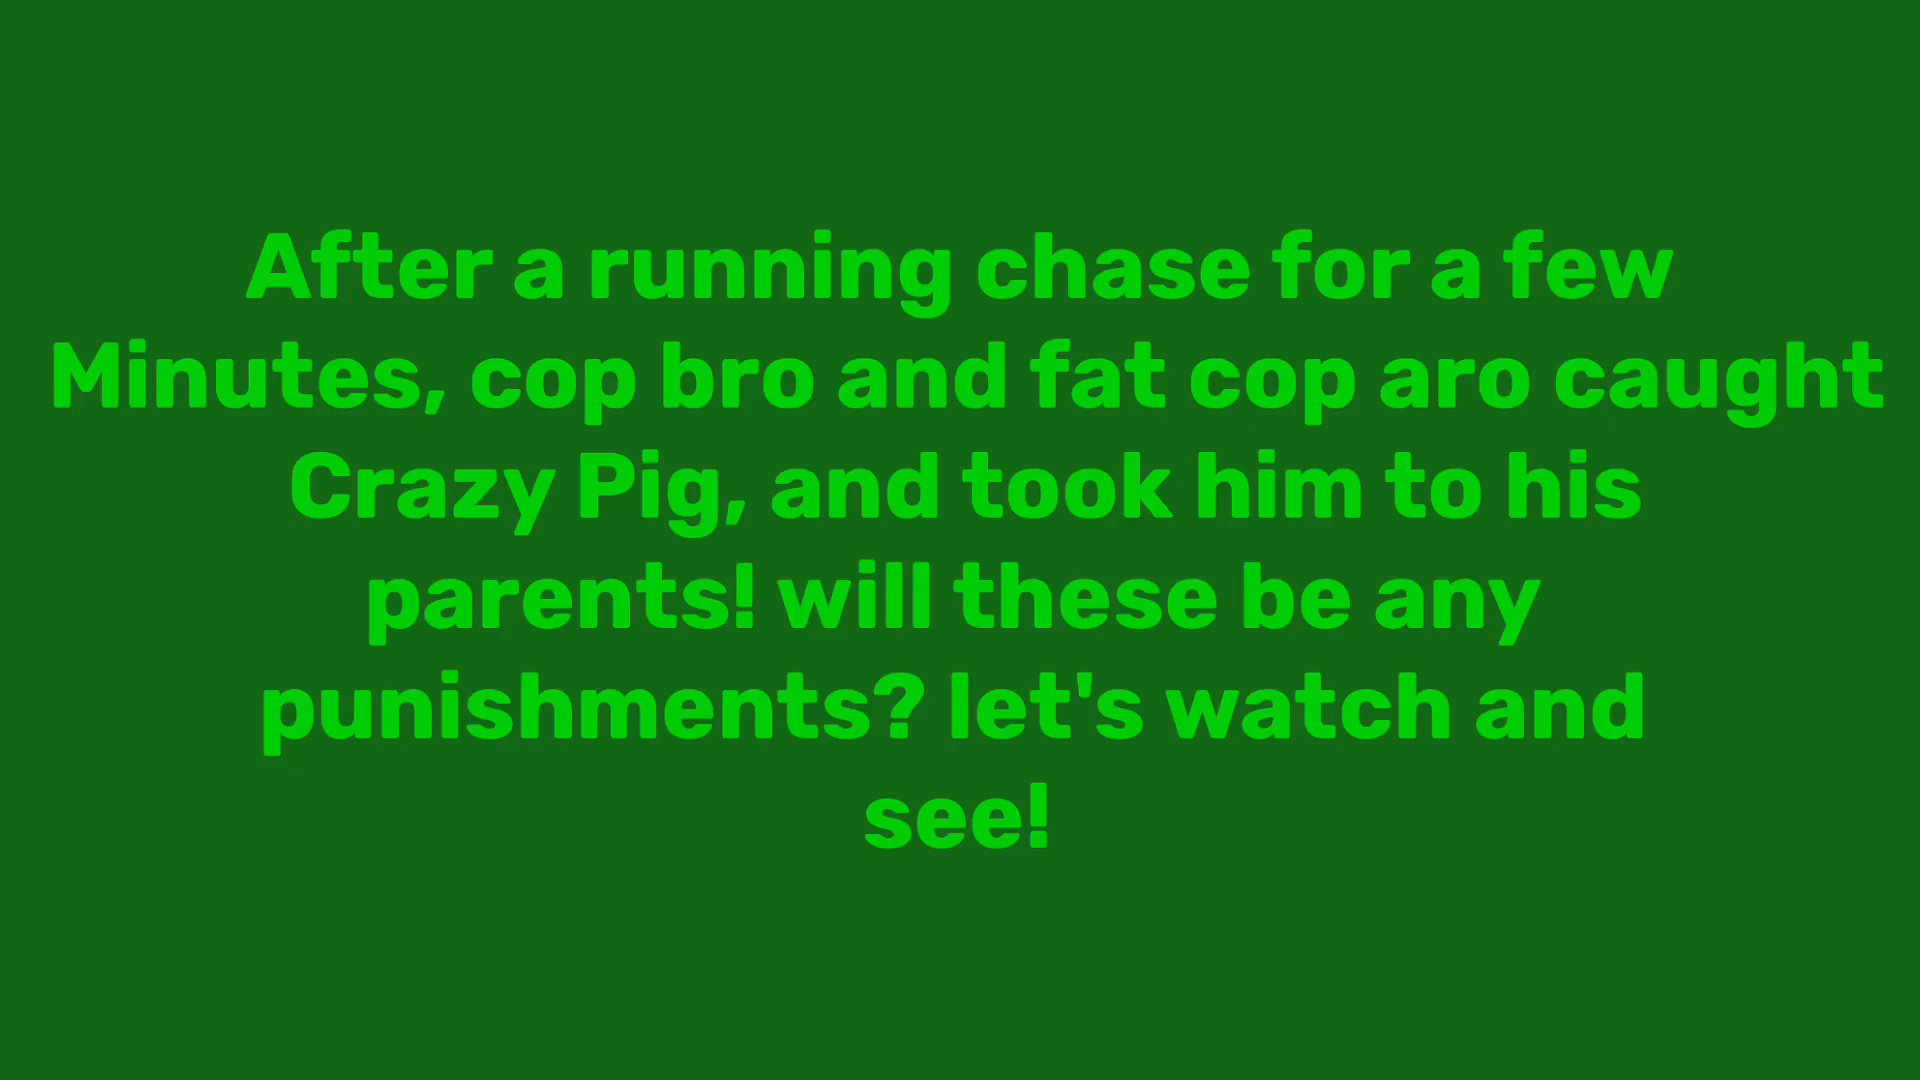 After a running chase for a few
Minutes, cop bro and fat cop aro caught
Crazy Pig, and took him to his
parents! will these be any
punishments? let's watch and
see!